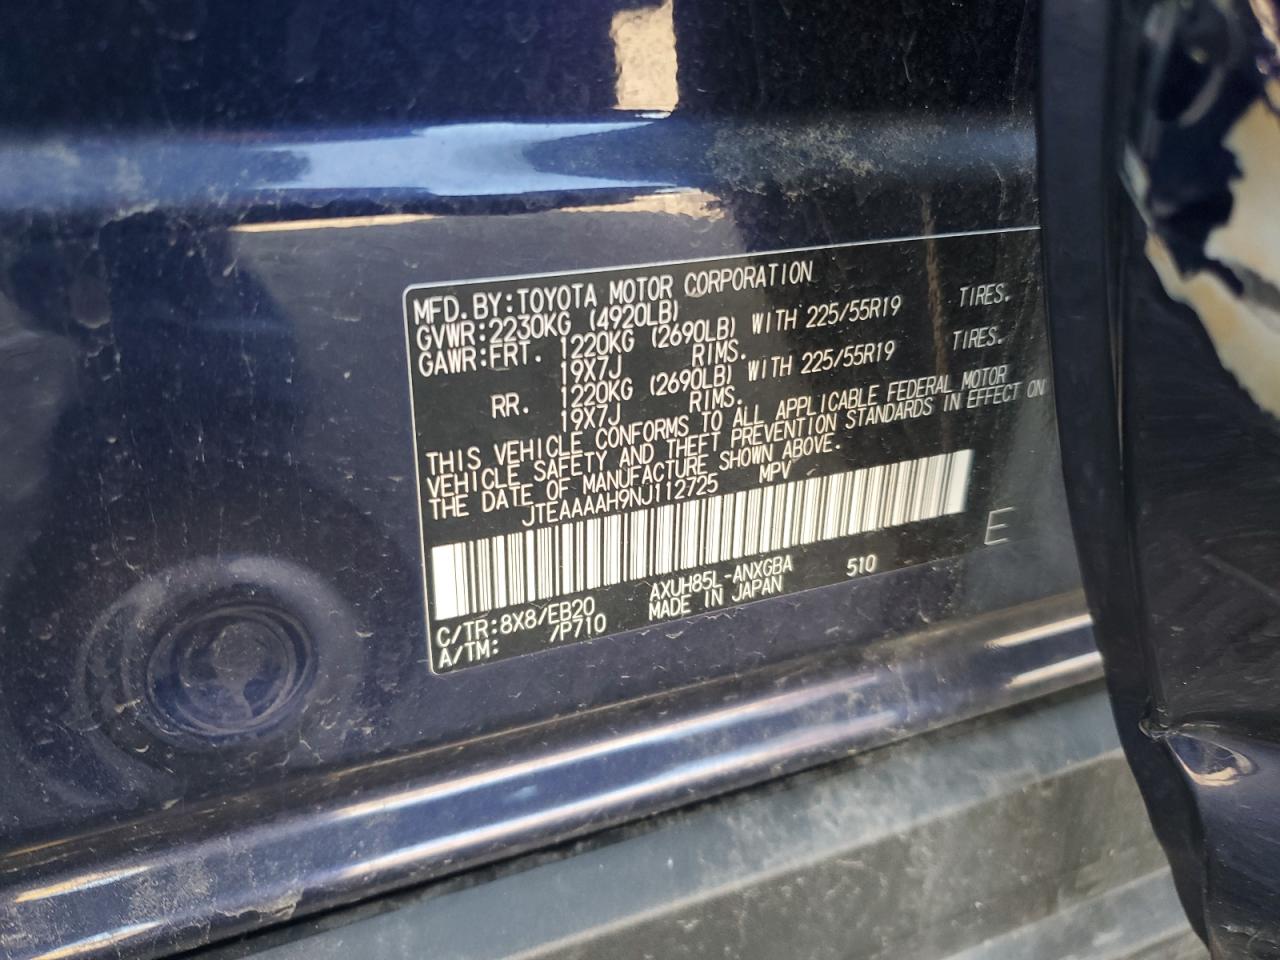 MFD. BY: TOYOTA MOTOR CORPORATION
GVWR: 2230KG (4920LB)
GAWR: FRT. 1220KG (2690LB) WITH 225/55R19 TIRES.
19X7J RIMS.
RR. 1220KG (2690LB) WITH 225/55R19 TIRES.
19X7J RIMS.
THIS VEHICLE CONFORMS TO ALL APPLICABLE FEDERAL MOTOR
VEHICLE SAFETY AND THEFT PREVENTION STANDARDS IN EFFECT ON
THE DATE OF MANUFACTURE SHOWN ABOVE.
JTEAAAAH9NJ112725 MPV
E
C/TR: 8X8/EB20 AXUH85L-ANXGBA 510
A/TM: /P710 MADE IN JAPAN